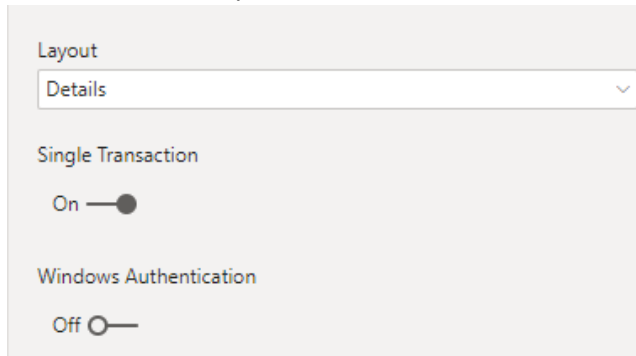 Layout
Details
Single Transaction
On
Windows Authentication
Off